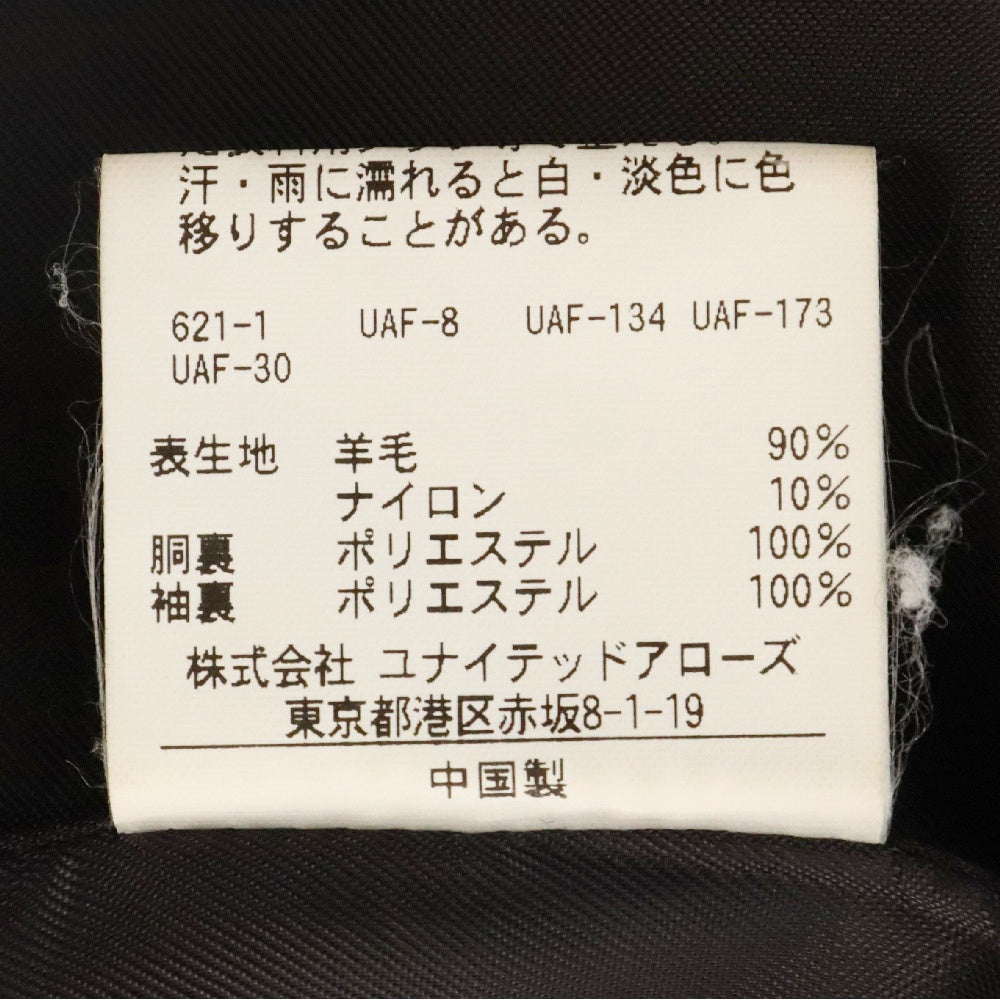 汗・雨に濡れると白・淡色に色
移りすることがある。
621-1 UAF-8 UAF-134 UAF-173
UAF-30
表生地 羊毛 90%
ナイロン 10%
胴裏 ポリエステル 100%
袖裏 ポリエステル 100%
株式会社 ユナイテッドアローズ
東京都港区赤坂8-1-19
中国製